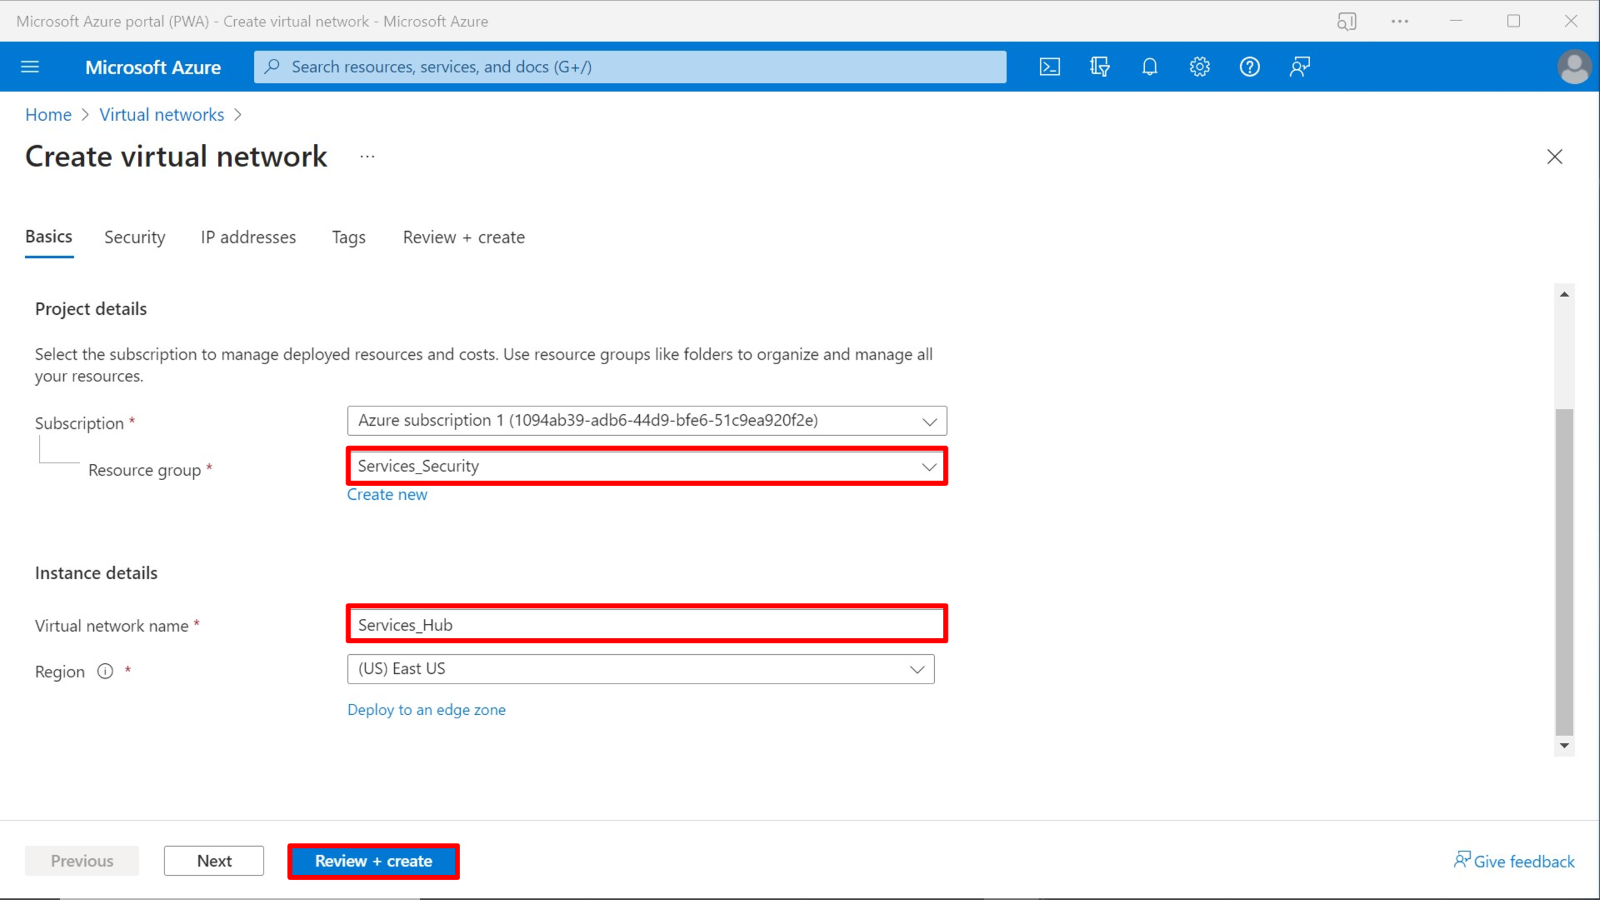 Microsoft Azure portal (PWA) - Create virtual network - Microsoft Azure
Microsoft Azure
Search resources, services, and docs (G+/)
Home > Virtual networks >
Create virtual network ...
Basics Security IP addresses Tags Review + create
Project details
Select the subscription to manage deployed resources and costs. Use resource groups like folders to organize and manage all
your resources.
Subscription * Azure subscription 1 (1094ab39-adb6-44d9-bfe6-51c9ea920f2e)
Resource group * Services_Security
Create new
Instance details
Virtual network name * Services_Hub
Region * (US) East US
Deploy to an edge zone
Previous Next Review + create Give feedback